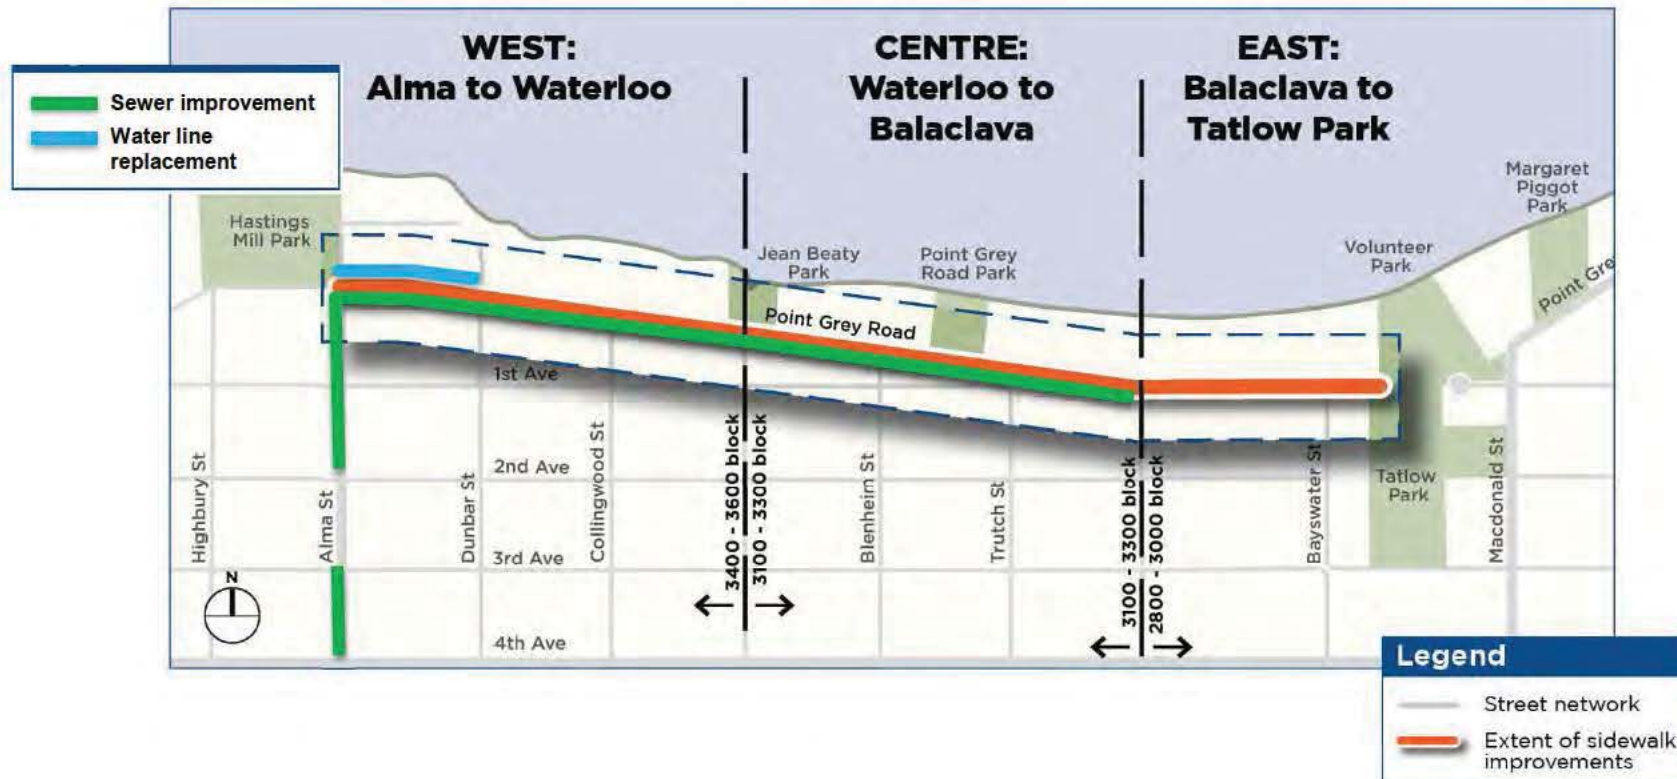 WEST:
Alma to Waterloo
CENTRE:
Waterloo to
Balaclava
EAST:
Balaclava to
Tatlow Park
Sewer improvement
Water line
replacement
Hastings
Mill Park
Jean Beaty
Park
Point Grey
Road Park
Volunteer
Park
Margaret
Piggot
Park
Point Gre
Point Grey Road
1st Ave
2nd Ave
3rd Ave
4th Ave
Highbury St
Alma St
Dunbar St
Collingwood St
3400 - 3600 block
3100 - 3300 block
Blenheim St
Trutch St
3100 - 3300 block
2800 - 3000 block
Bayswater St
Tatlow
Park
Macdonald St
N
Legend
Street network
Extent of sidewalk
improvements